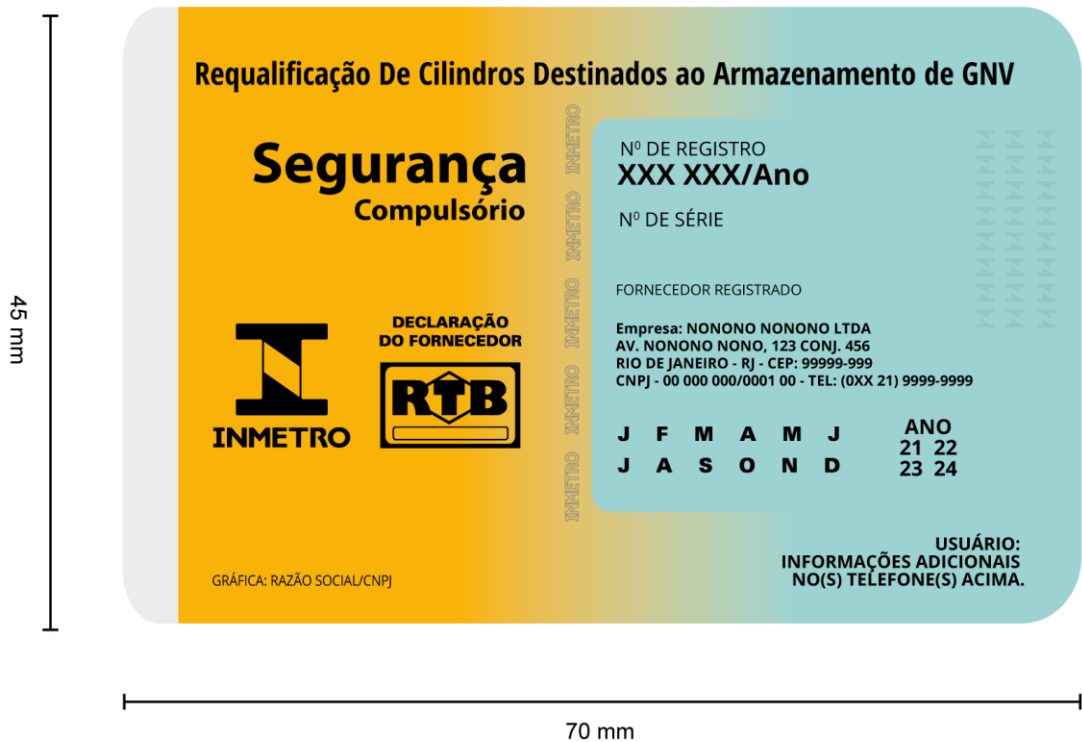 Requalificação De Cilindros Destinados ao Armazenamento de GNV
Segurança
Compulsório
INMETRO
DECLARAÇÃO
DO FORNECEDOR
RTB
INMETRO INMETRO INMETRO INMETRO INMETRO
Nº DE REGISTRO
XXX XXX/Ano
Nº DE SÉRIE
FORNECEDOR REGISTRADO
Empresa: NONONO NONONO LTDA
AV. NONONO NONO, 123 CONJ. 456
RIO DE JANEIRO - RJ - CEP: 99999-999
CNPJ - 00 000 000/0001 00 - TEL: (0XX 21) 9999-9999
J F M A M J
J A S O N D
ANO
21 22
23 24
GRÁFICA: RAZÃO SOCIAL/CNPJ
USUÁRIO:
INFORMAÇÕES ADICIONAIS
NO(S) TELEFONE(S) ACIMA.
45 mm
70 mm